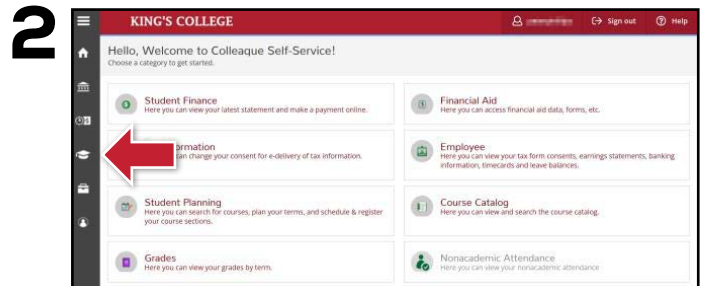 2
KING'S COLLEGE
Sign out
Help
Hello, Welcome to Colleaque Self-Service!
Choose a category to get started.
Student Finance
Here you can view your latest statement and make a payment online.
Financial Aid
Here you can access financial aid data, forms, etc.
can change your consent for e-delivery of tax information.
Employee
Here you can view your tax form consents, earnings statements, banking
information, timecards and leave balances.
Student Planning
Here you can search for courses, plan your terms, and schedule & register
your course sections.
Course Catalog
Here you can view and search the course catalog.
Grades
Here you can view your grades by term.
Nonacademic Attendance
Here you can view your nonacademic attendance